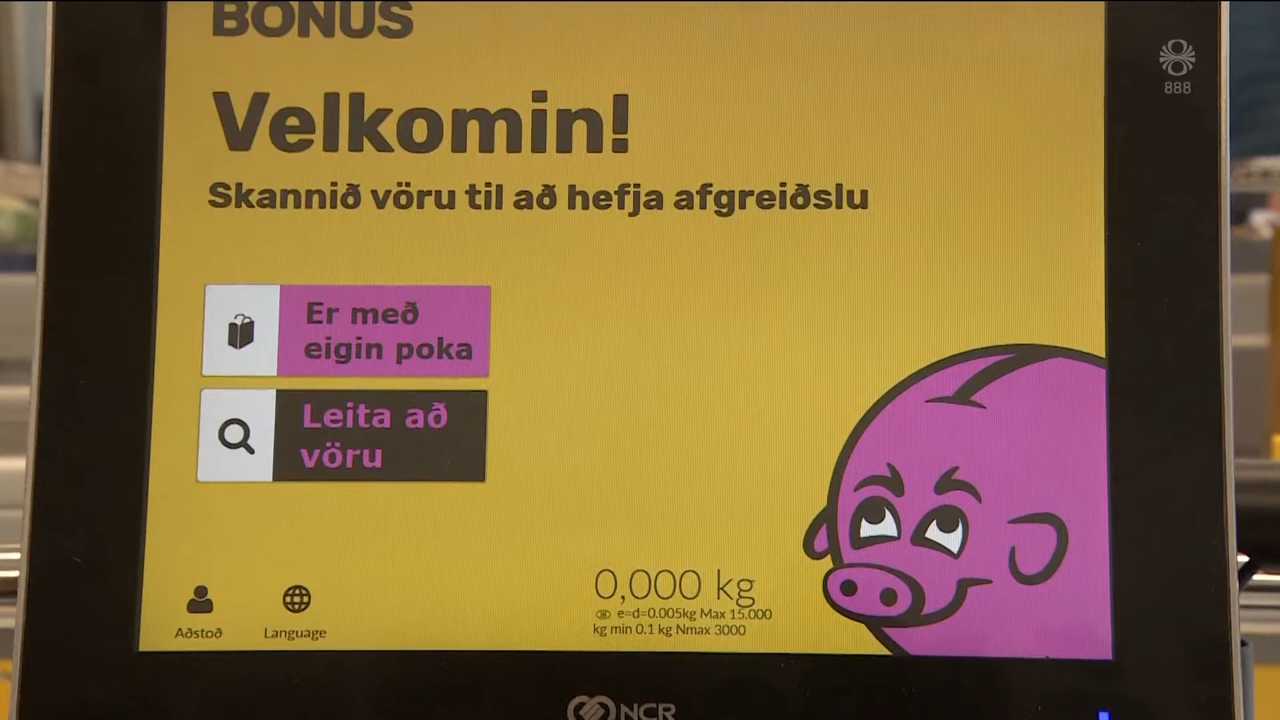 BÓNUS
Velkomin!
Skannið vöru til að hefja afgreiðslu
Er með
eigin poka
Leita að
vöru
0,000 kg
e=d=0.005kg Max 15.000
kg min 0.1 kg Nmax 3000
Aðstoð
Language
NCR
888